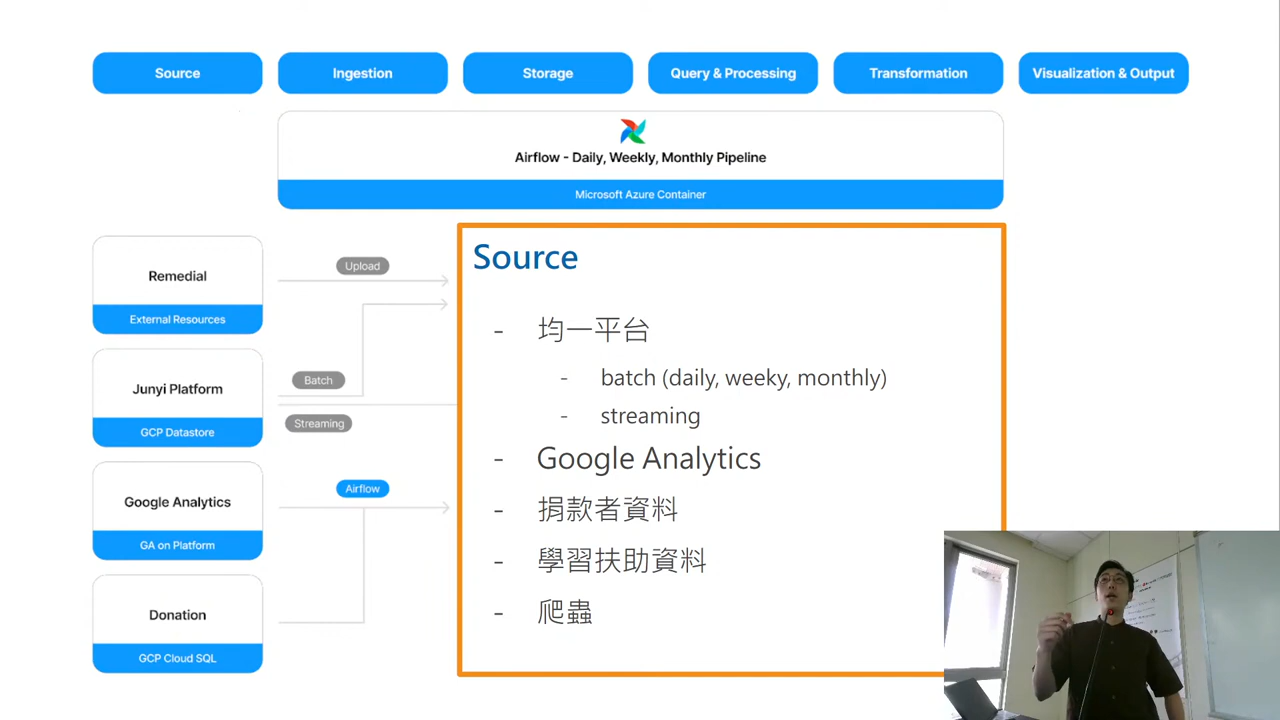 Source
Ingestion
Storage
Query & Processing
Transformation
Visualization & Output
Airflow - Daily, Weekly, Monthly Pipeline
Microsoft Azure Container
Remedial
External Resources
Junyi Platform
GCP Datastore
Google Analytics
GA on Platform
Donation
GCP Cloud SQL
Upload
Batch
Streaming
Airflow
Source
- 均一平台
- batch (daily, weeky, monthly)
- streaming
- Google Analytics
- 捐款者資料
- 學習扶助資料
- 爬蟲